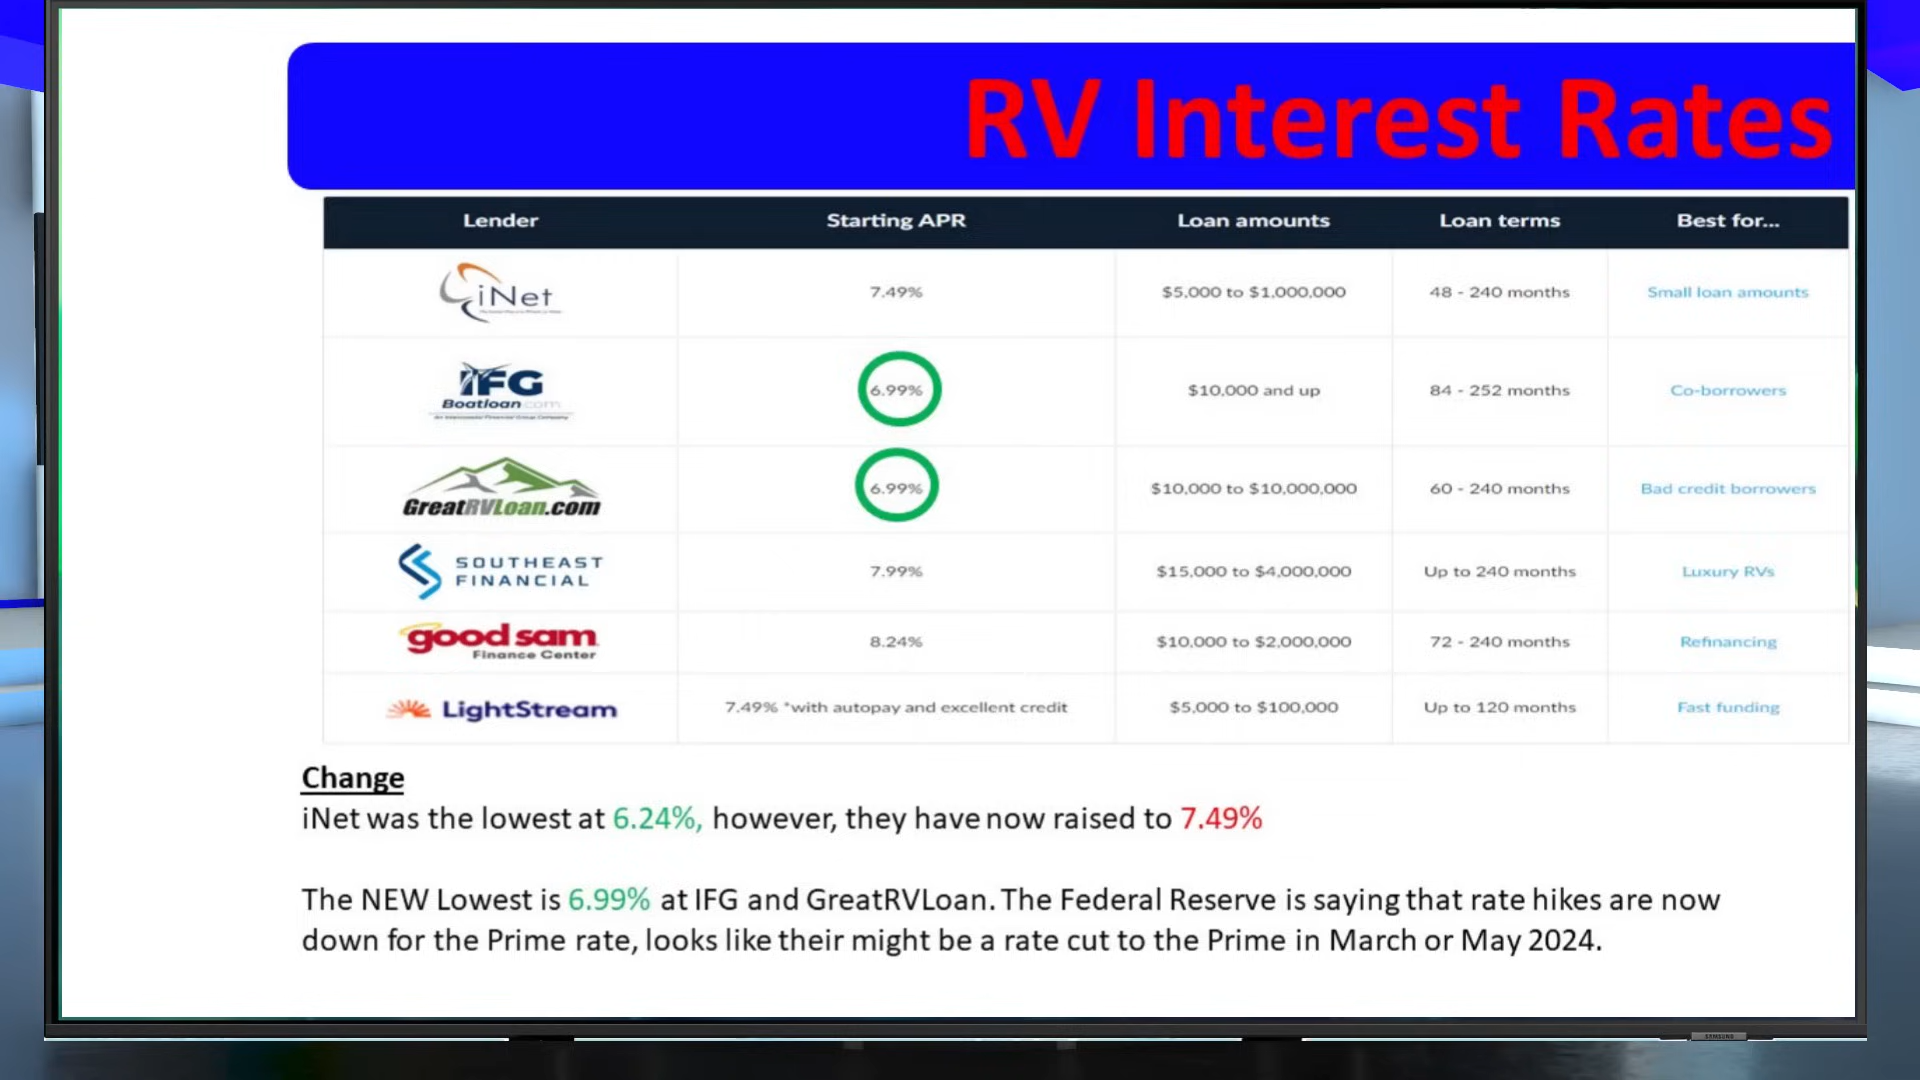 RV Interest Rates
Lender Starting APR Loan amounts Loan terms Best for...
iNet 7.49% $5,000 to $1,000,000 48 - 240 months Small loan amounts
IFG
Boatloan.com
6.99% $10,000 and up 84 - 252 months Co-borrowers
GreatRVLoan.com 6.99% $10,000 to $10,000,000 60 - 240 months Bad credit borrowers
SOUTHEAST
FINANCIAL
7.99% $15,000 to $4,000,000 Up to 240 months Luxury RVs
good sam
Finance Center
8.24% $10,000 to $2,000,000 72 - 240 months Refinancing
LightStream 7.49% *with autopay and excellent credit $5,000 to $100,000 Up to 120 months Fast funding
Change
iNet was the lowest at 6.24%, however, they have now raised to 7.49%
The NEW Lowest is 6.99% at IFG and GreatRVLoan. The Federal Reserve is saying that rate hikes are now
down for the Prime rate, looks like their might be a rate cut to the Prime in March or May 2024.
SAMSUNG